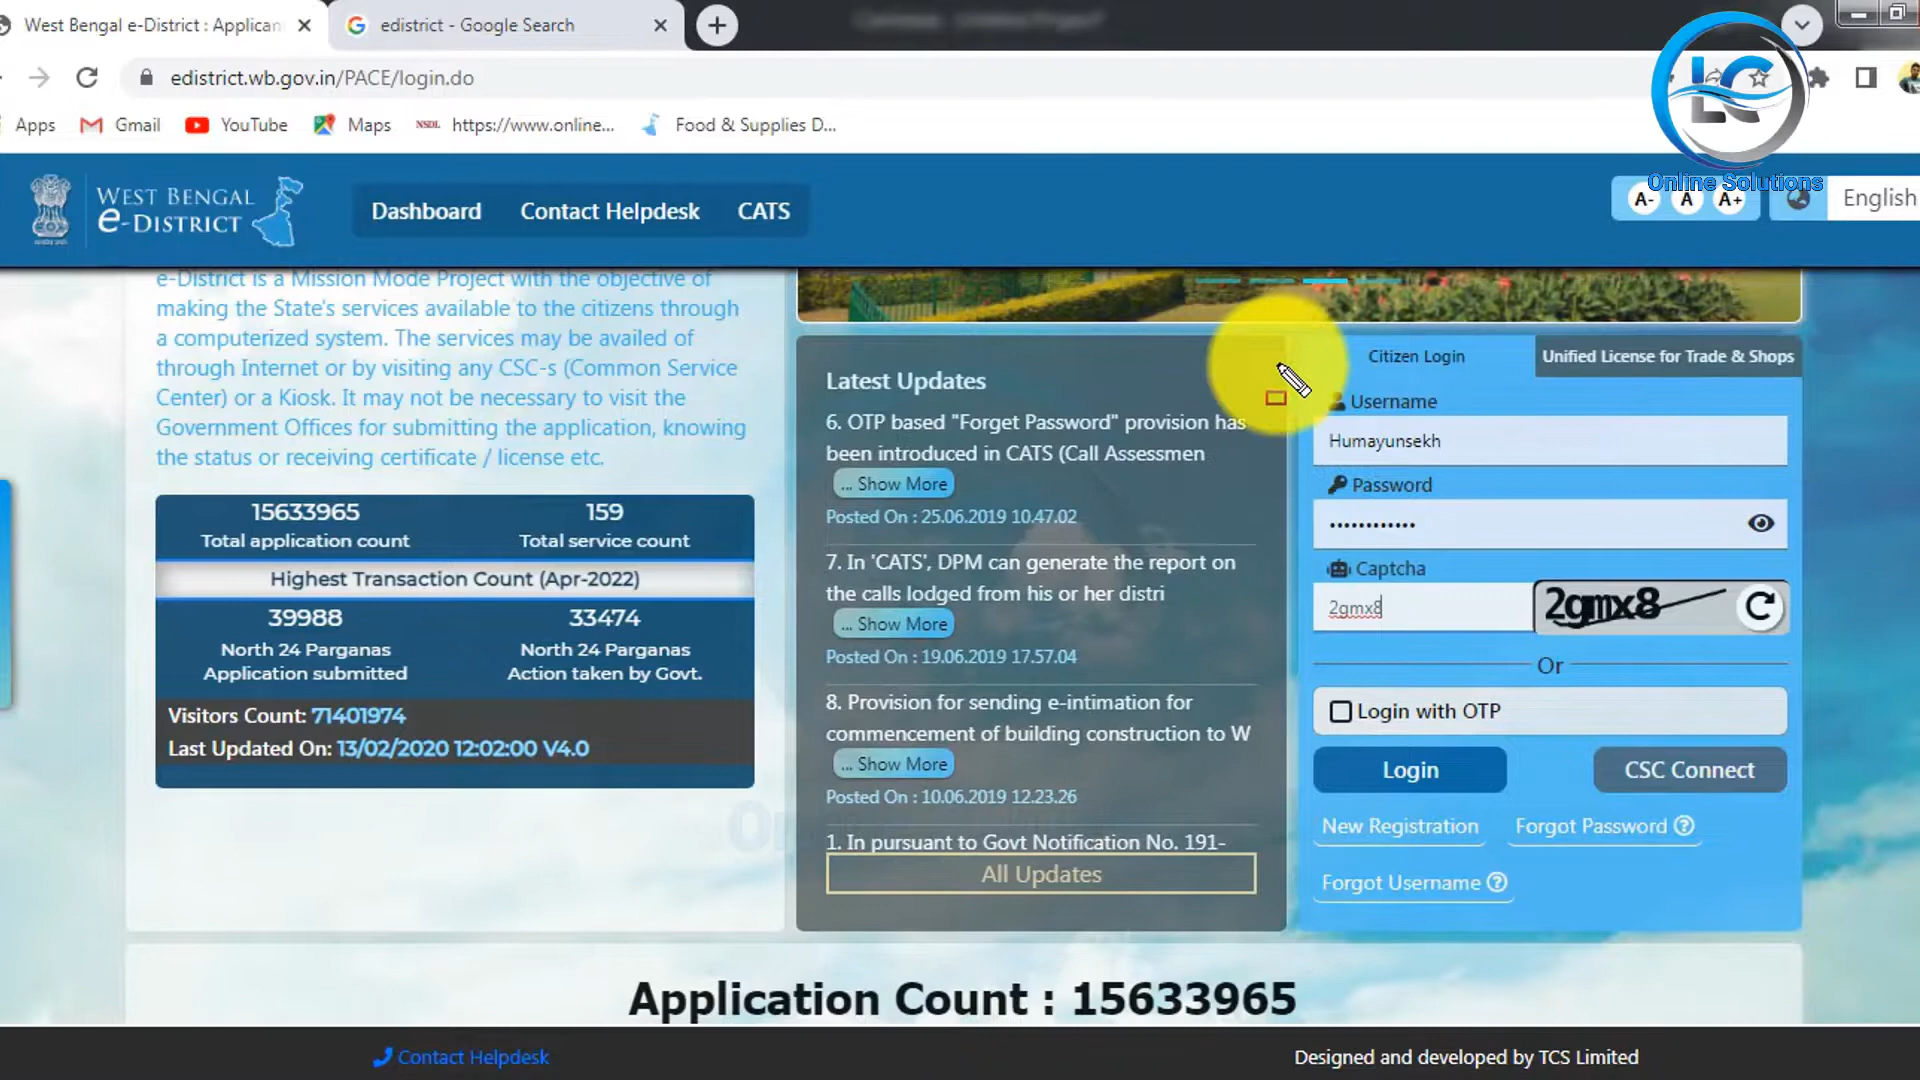 West Bengal e-District : Applican
edistrict - Google Search
edistrict.wb.gov.in/PACE/login.do
Apps
Gmail
YouTube
Maps
NSDL https://www.online...
Food & Supplies D...
LC
Online Solutions
WEST BENGAL
e-DISTRICT
Dashboard
Contact Helpdesk
CATS
A- A A+
English
e-District is a Mission Mode Project with the objective of
making the State's services available to the citizens through
a computerized system. The services may be availed of
through Internet or by visiting any CSC-s (Common Service
Center) or a Kiosk. It may not be necessary to visit the
Government Offices for submitting the application, knowing
the status or receiving certificate / license etc.
15633965
Total application count
159
Total service count
Highest Transaction Count (Apr-2022)
39988
North 24 Parganas
Application submitted
33474
North 24 Parganas
Action taken by Govt.
Visitors Count: 71401974
Last Updated On: 13/02/2020 12:02:00 V4.0
Latest Updates
6. OTP based "Forget Password" provision has
been introduced in CATS (Call Assessmen
... Show More
Posted On : 25.06.2019 10.47.02
7. In 'CATS', DPM can generate the report on
the calls lodged from his or her distri
... Show More
Posted On : 19.06.2019 17.57.04
8. Provision for sending e-intimation for
commencement of building construction to W
... Show More
Posted On : 10.06.2019 12.23.26
1. In pursuant to Govt Notification No. 191-
All Updates
Citizen Login
Unified License for Trade & Shops
Username
Humayunsekh
Password
Captcha
2gmx8
2gmx8
Or
Login with OTP
Login
CSC Connect
New Registration
Forgot Password
Forgot Username
Application Count : 15633965
Contact Helpdesk
Designed and developed by TCS Limited